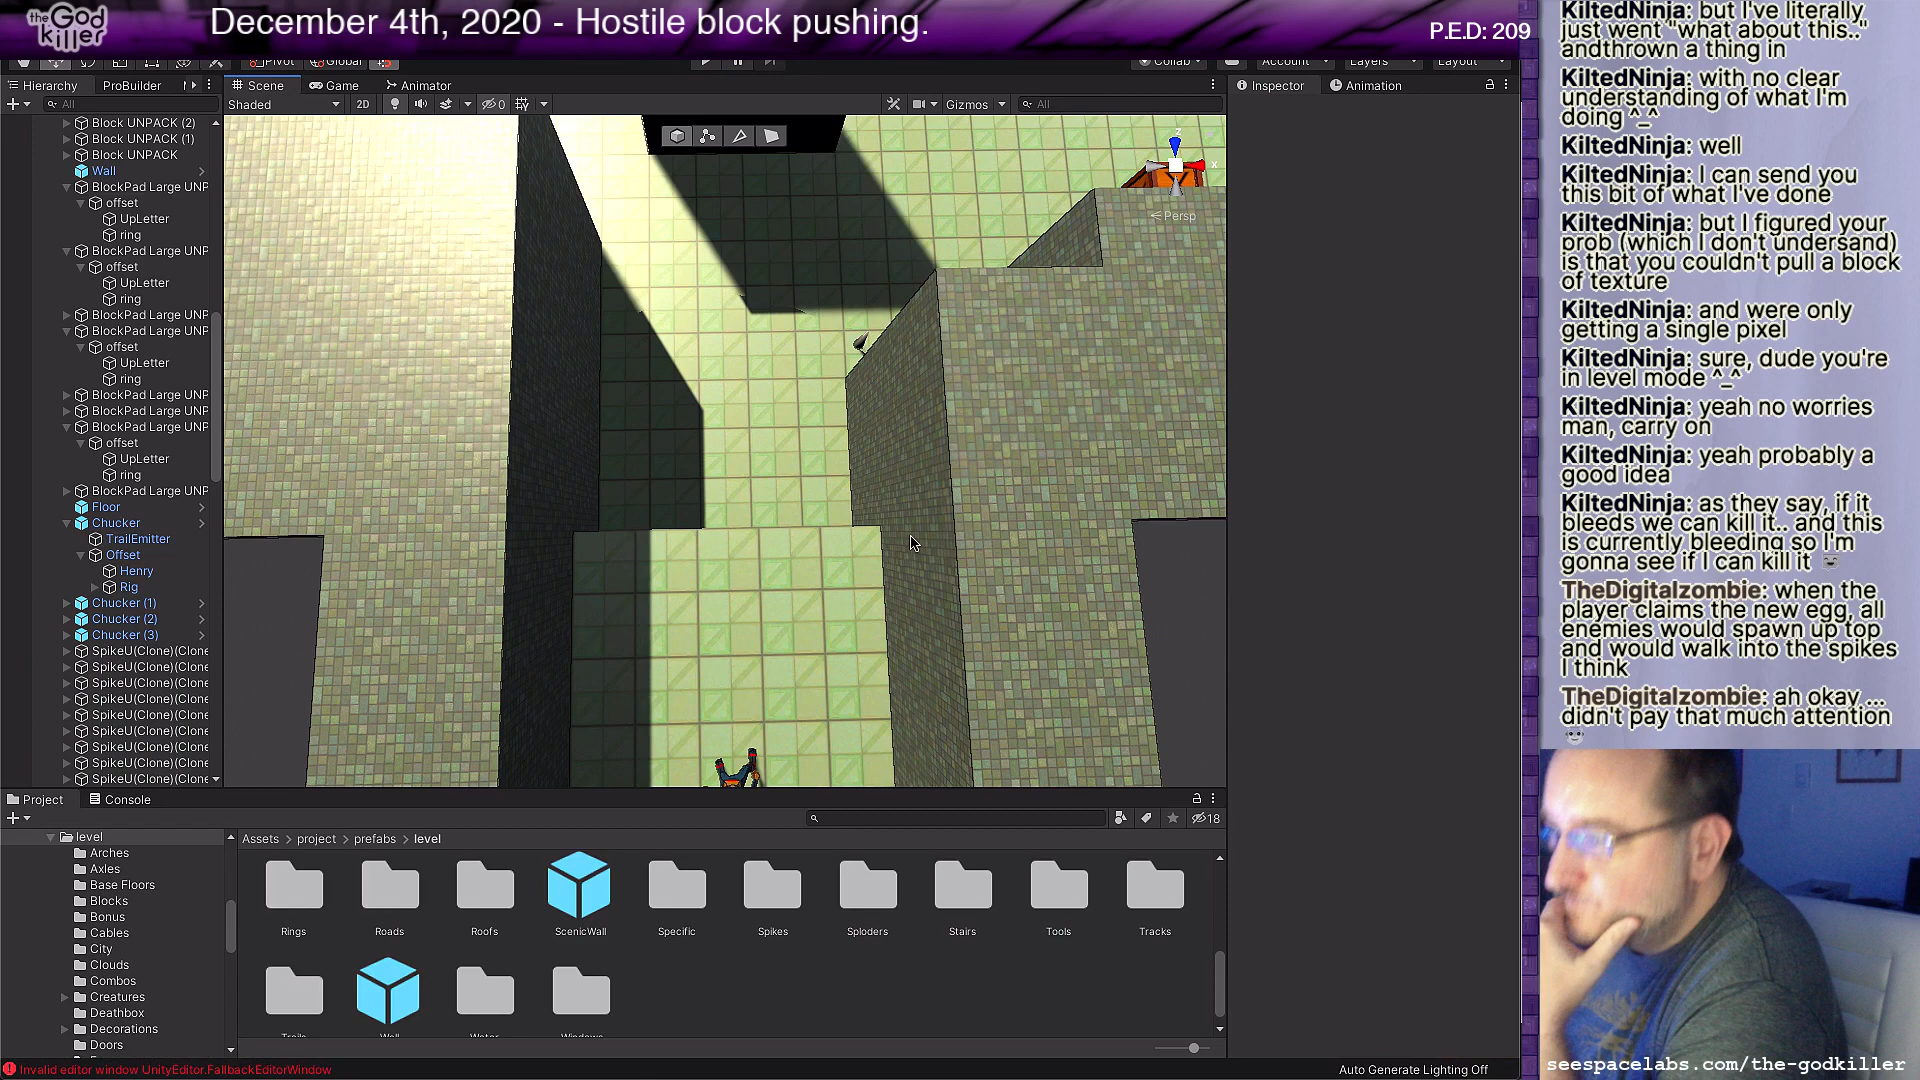 the God killer
December 4th, 2020 - Hostile block pushing.
P.E.D: 209
Pivot
Global
Collab
Account
Layers
Layout
Hierarchy
ProBuilder
Scene
Game
Animator
Inspector
Animation
All
Shaded
2D
0
Gizmos
All
Block UNPACK (2)
Block UNPACK (1)
Block UNPACK
Wall
BlockPad Large UNP
offset
UpLetter
ring
BlockPad Large UNP
offset
UpLetter
ring
BlockPad Large UNP
BlockPad Large UNP
offset
UpLetter
ring
BlockPad Large UNP
BlockPad Large UNP
BlockPad Large UNP
offset
UpLetter
ring
BlockPad Large UNP
Floor
Chucker
TrailEmitter
Offset
Henry
Rig
Chucker (1)
Chucker (2)
Chucker (3)
SpikeU(Clone)(Clone
SpikeU(Clone)(Clone
SpikeU(Clone)(Clone
SpikeU(Clone)(Clone
SpikeU(Clone)(Clone
SpikeU(Clone)(Clone
SpikeU(Clone)(Clone
SpikeU(Clone)(Clone
SpikeU(Clone)(Clone
z
x
Persp
Project
Console
18
level
Arches
Axles
Base Floors
Blocks
Bonus
Cables
City
Clouds
Combos
Creatures
Deathbox
Decorations
Doors
Assets > project > prefabs > level
Rings
Roads
Roofs
ScenicWall
Specific
Spikes
Sploders
Stairs
Tools
Tracks
Trails
Wall
Water
Windows
Invalid editor window UnityEditor.FallbackEditorWindow
Auto Generate Lighting Off
KiltedNinja: but I've literally
just went "what about this.."
andthrown a thing in
KiltedNinja: with no clear
understanding of what I'm
doing ^_^
KiltedNinja: well
KiltedNinja: I can send you
this bit of what I've done
KiltedNinja: but I figured your
prob (which I don't undersand)
is that you couldn't pull a block
of texture
KiltedNinja: and were only
getting a single pixel
KiltedNinja: sure, dude you're
in level mode ^_^
KiltedNinja: yeah no worries
man, carry on
KiltedNinja: yeah probably a
good idea
KiltedNinja: as they say, if it
bleeds we can kill it.. and this
is currently bleeding so I'm
gonna see if I can kill it
TheDigitalzombie: when the
player claims the new egg, all
enemies would spawn up top
and would walk into the spikes
I think
TheDigitalzombie: ah okay ...
didn't pay that much attention
seespacelabs.com/the-godkiller